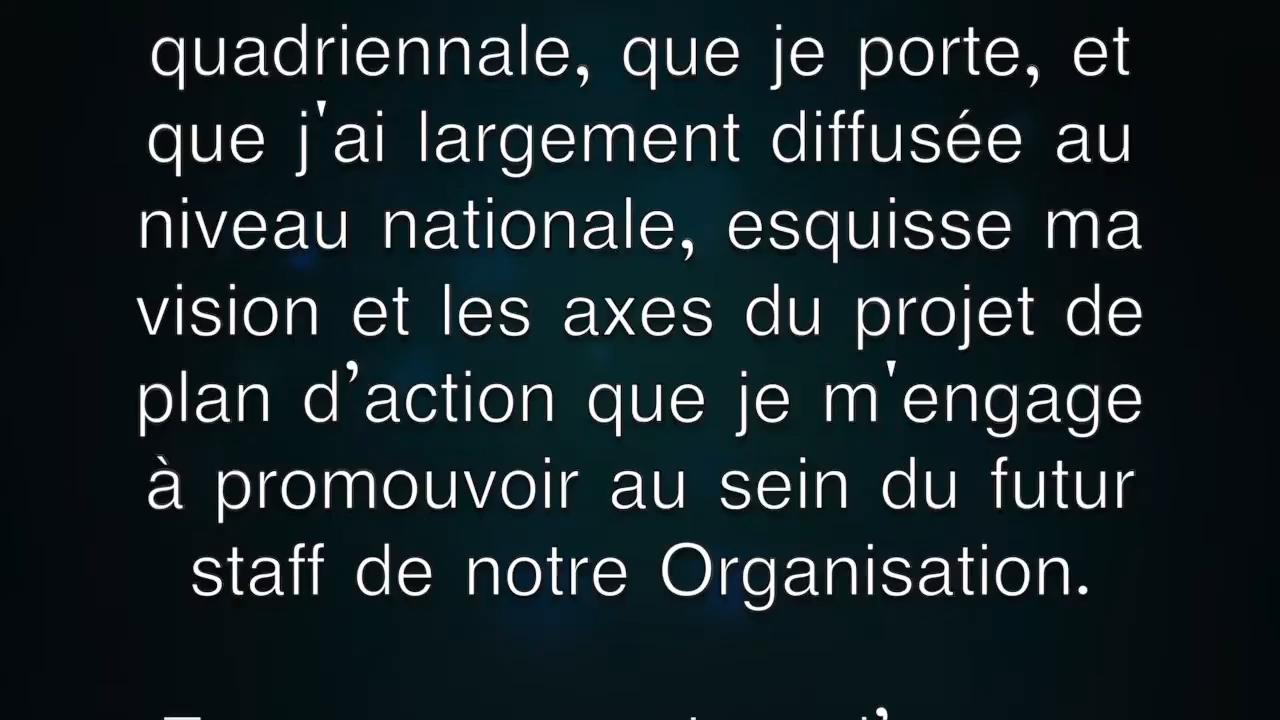 quadriennale, que je porte, et
que j'ai largement diffusée au
niveau nationale, esquisse ma
vision et les axes du projet de
plan d’action que je m'engage
à promouvoir au sein du futur
staff de notre Organisation.